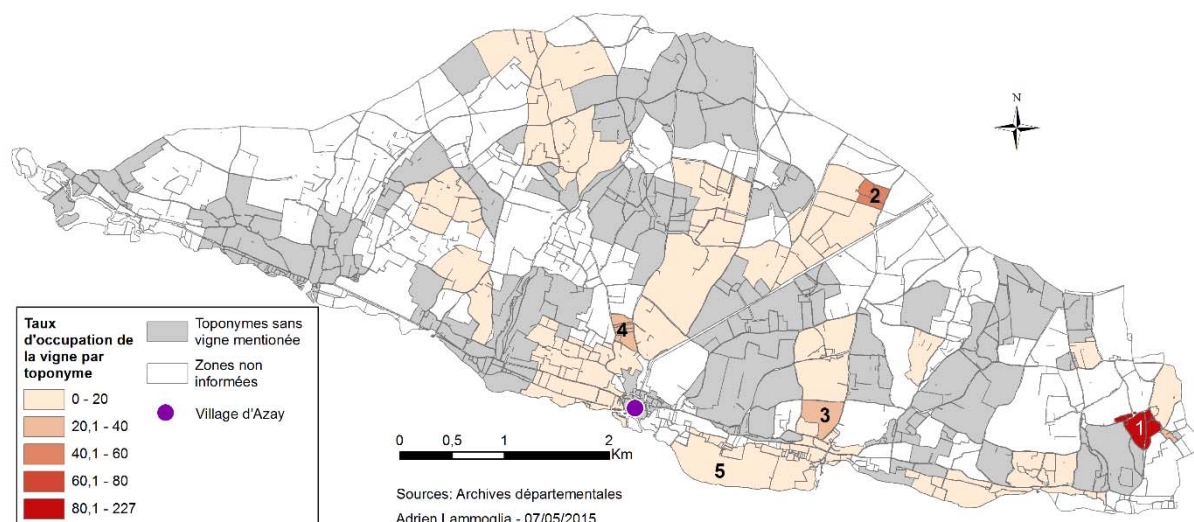 N
2
4
3
1
5
Taux
d'occupation de
la vigne par
toponyme
0 - 20
20,1 - 40
40,1 - 60
60,1 - 80
80,1 - 227
Toponymes sans
vigne mentionée
Zones non
informées
Village d'Azay
0 0,5 1 2
Km
Sources: Archives départementales
Adrien Lammoglia - 07/05/2015